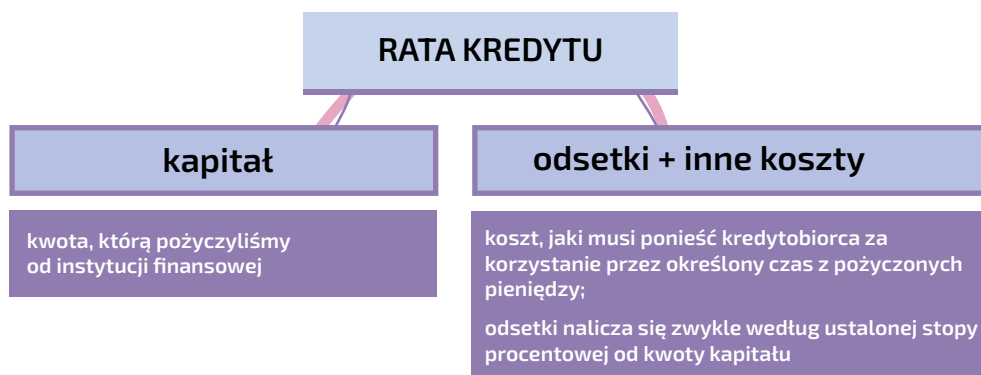 RATA KREDYTU
kapitał
kwota, którą pożyczyliśmy
od instytucji finansowej
odsetki + inne koszty
koszt, jaki musi ponieść kredytobiorca za
korzystanie przez określony czas z pożyczonych
pieniędzy;
odsetki nalicza się zwykle według ustalonej stopy
procentowej od kwoty kapitału